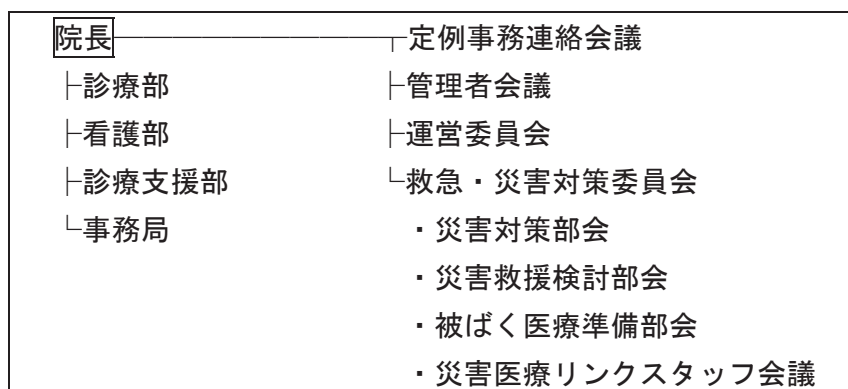 院長────────┬定例事務連絡会議
├診療部 ├管理者会議
├看護部 ├運営委員会
├診療支援部 └救急・災害対策委員会
└事務局 ・災害対策部会
・災害救援検討部会
・被ばく医療準備部会
・災害医療リンクスタッフ会議